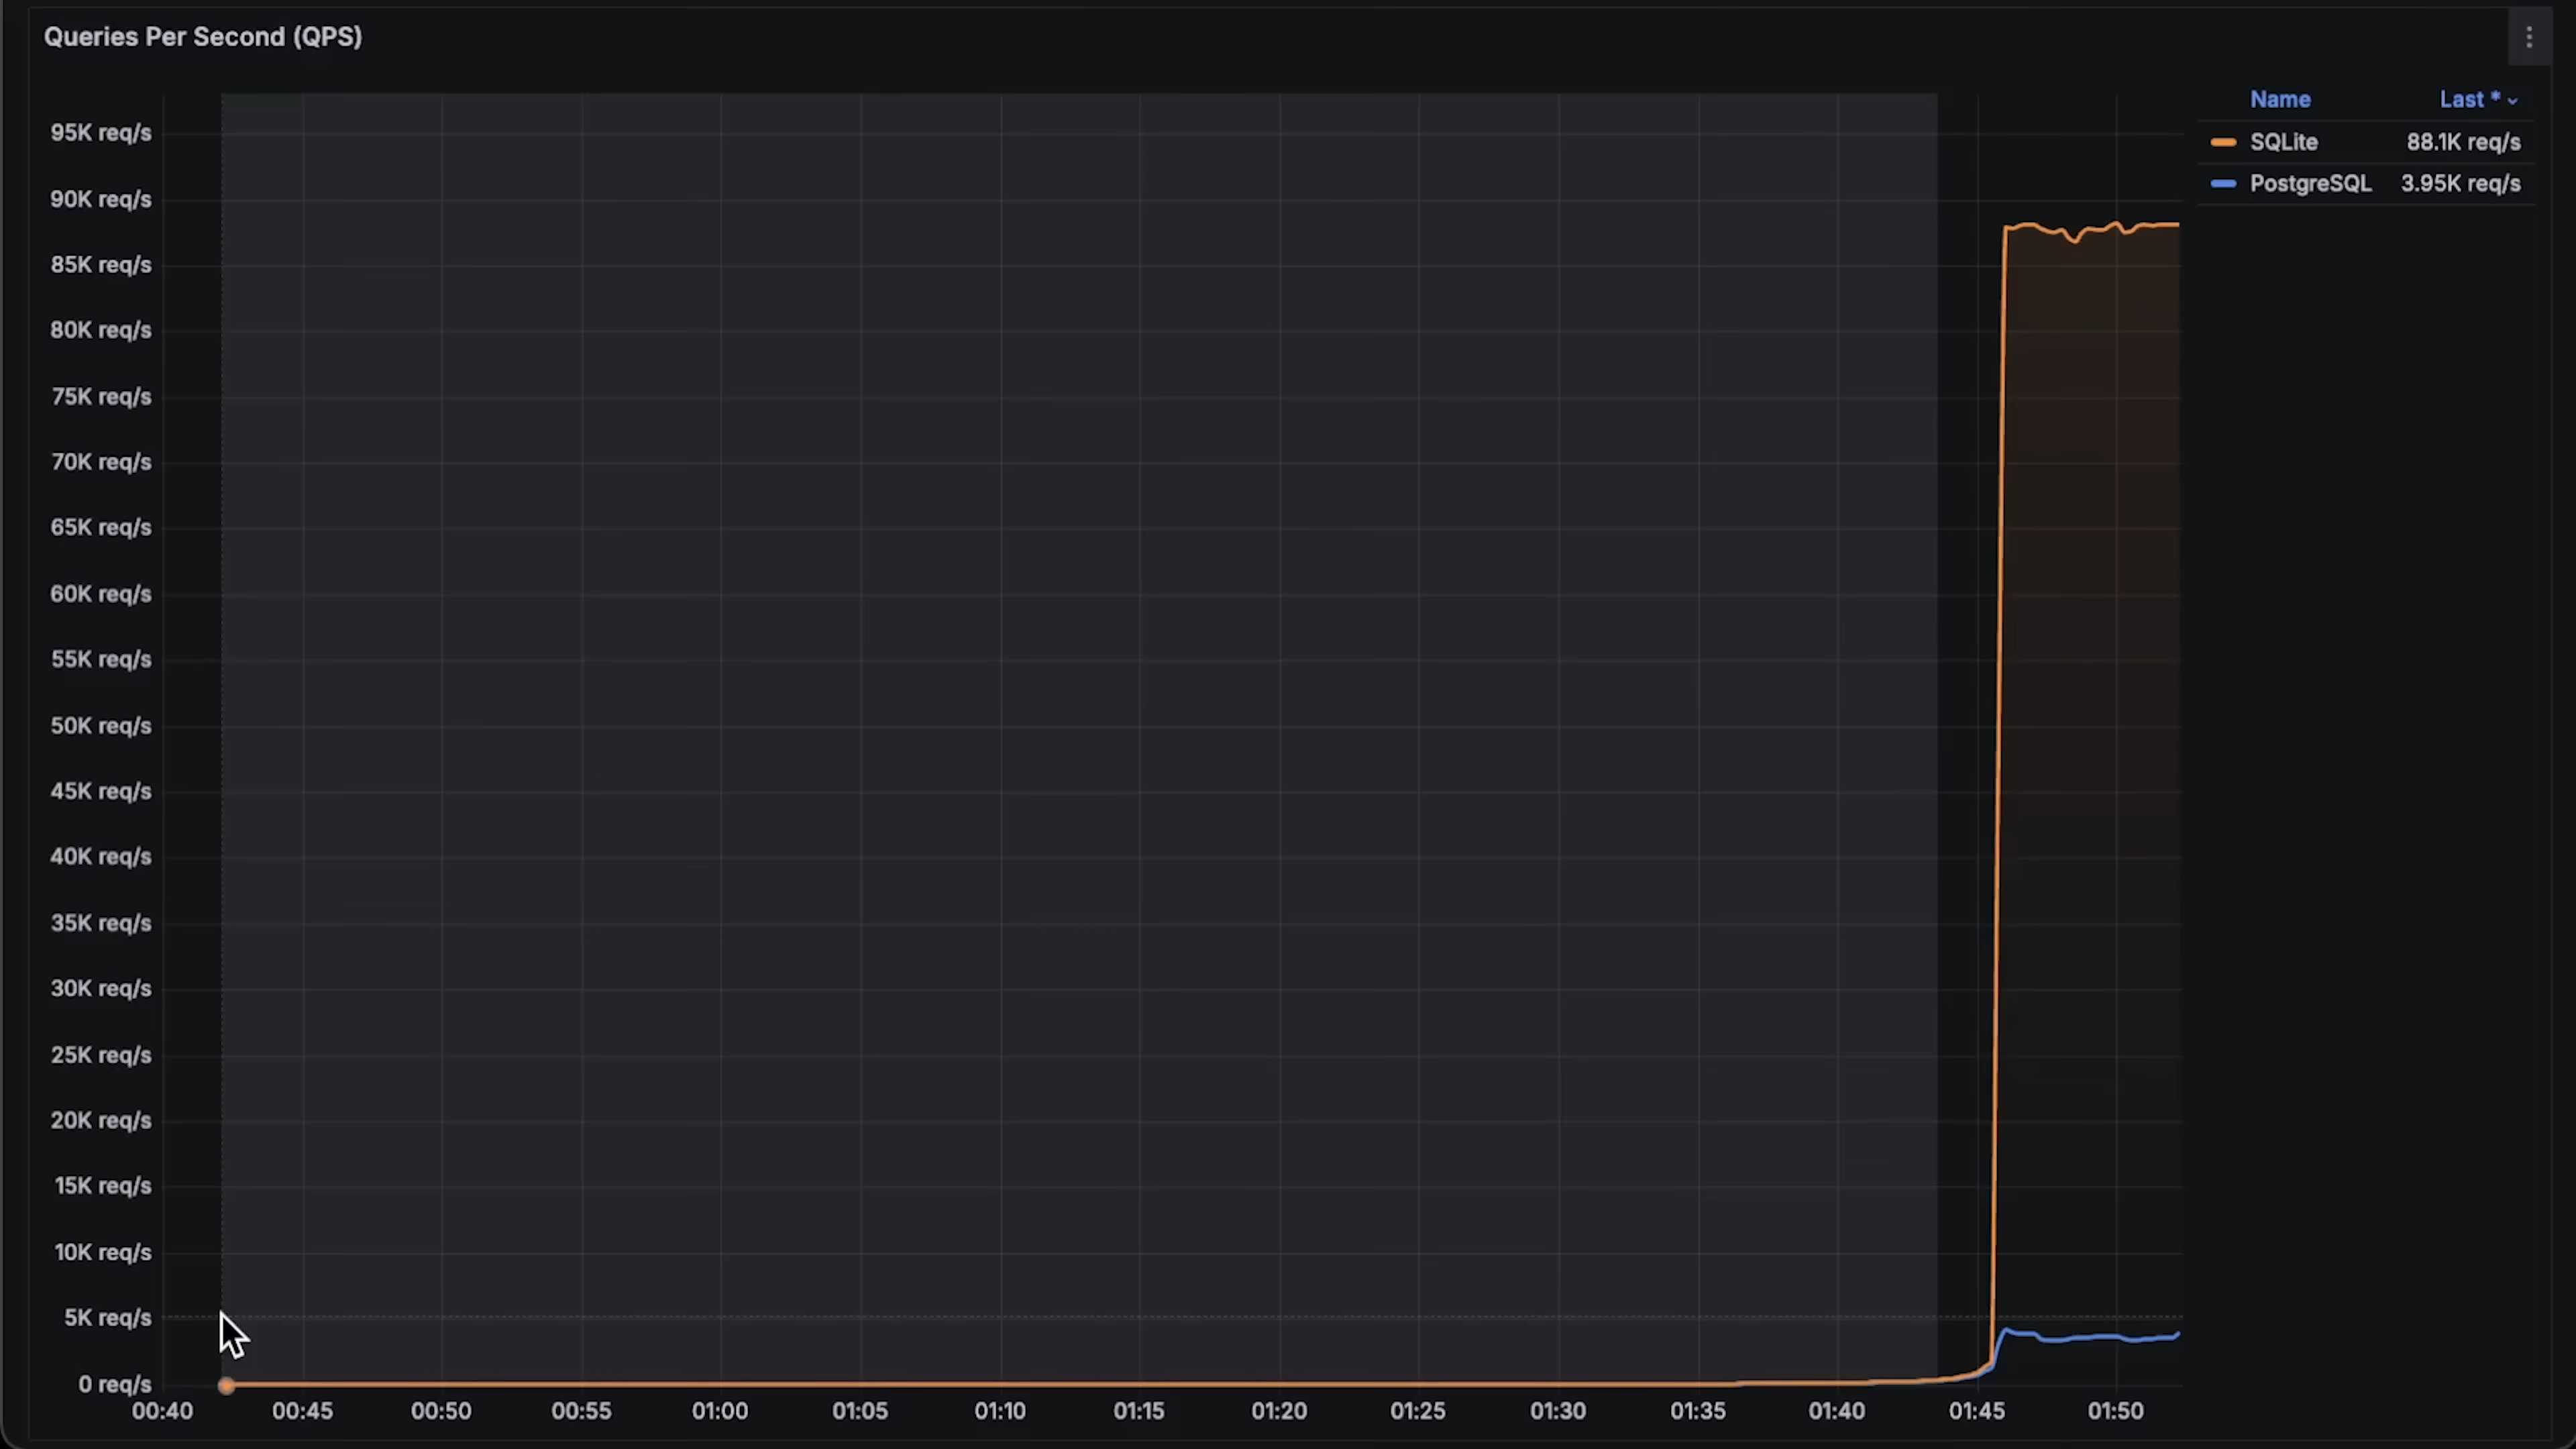 Queries Per Second (QPS)
Name Last *
SQLite 88.1K req/s
PostgreSQL 3.95K req/s
95K req/s
90K req/s
85K req/s
80K req/s
75K req/s
70K req/s
65K req/s
60K req/s
55K req/s
50K req/s
45K req/s
40K req/s
35K req/s
30K req/s
25K req/s
20K req/s
15K req/s
10K req/s
5K req/s
0 req/s
00:40 00:45 00:50 00:55 01:00 01:05 01:10 01:15 01:20 01:25 01:30 01:35 01:40 01:45 01:50